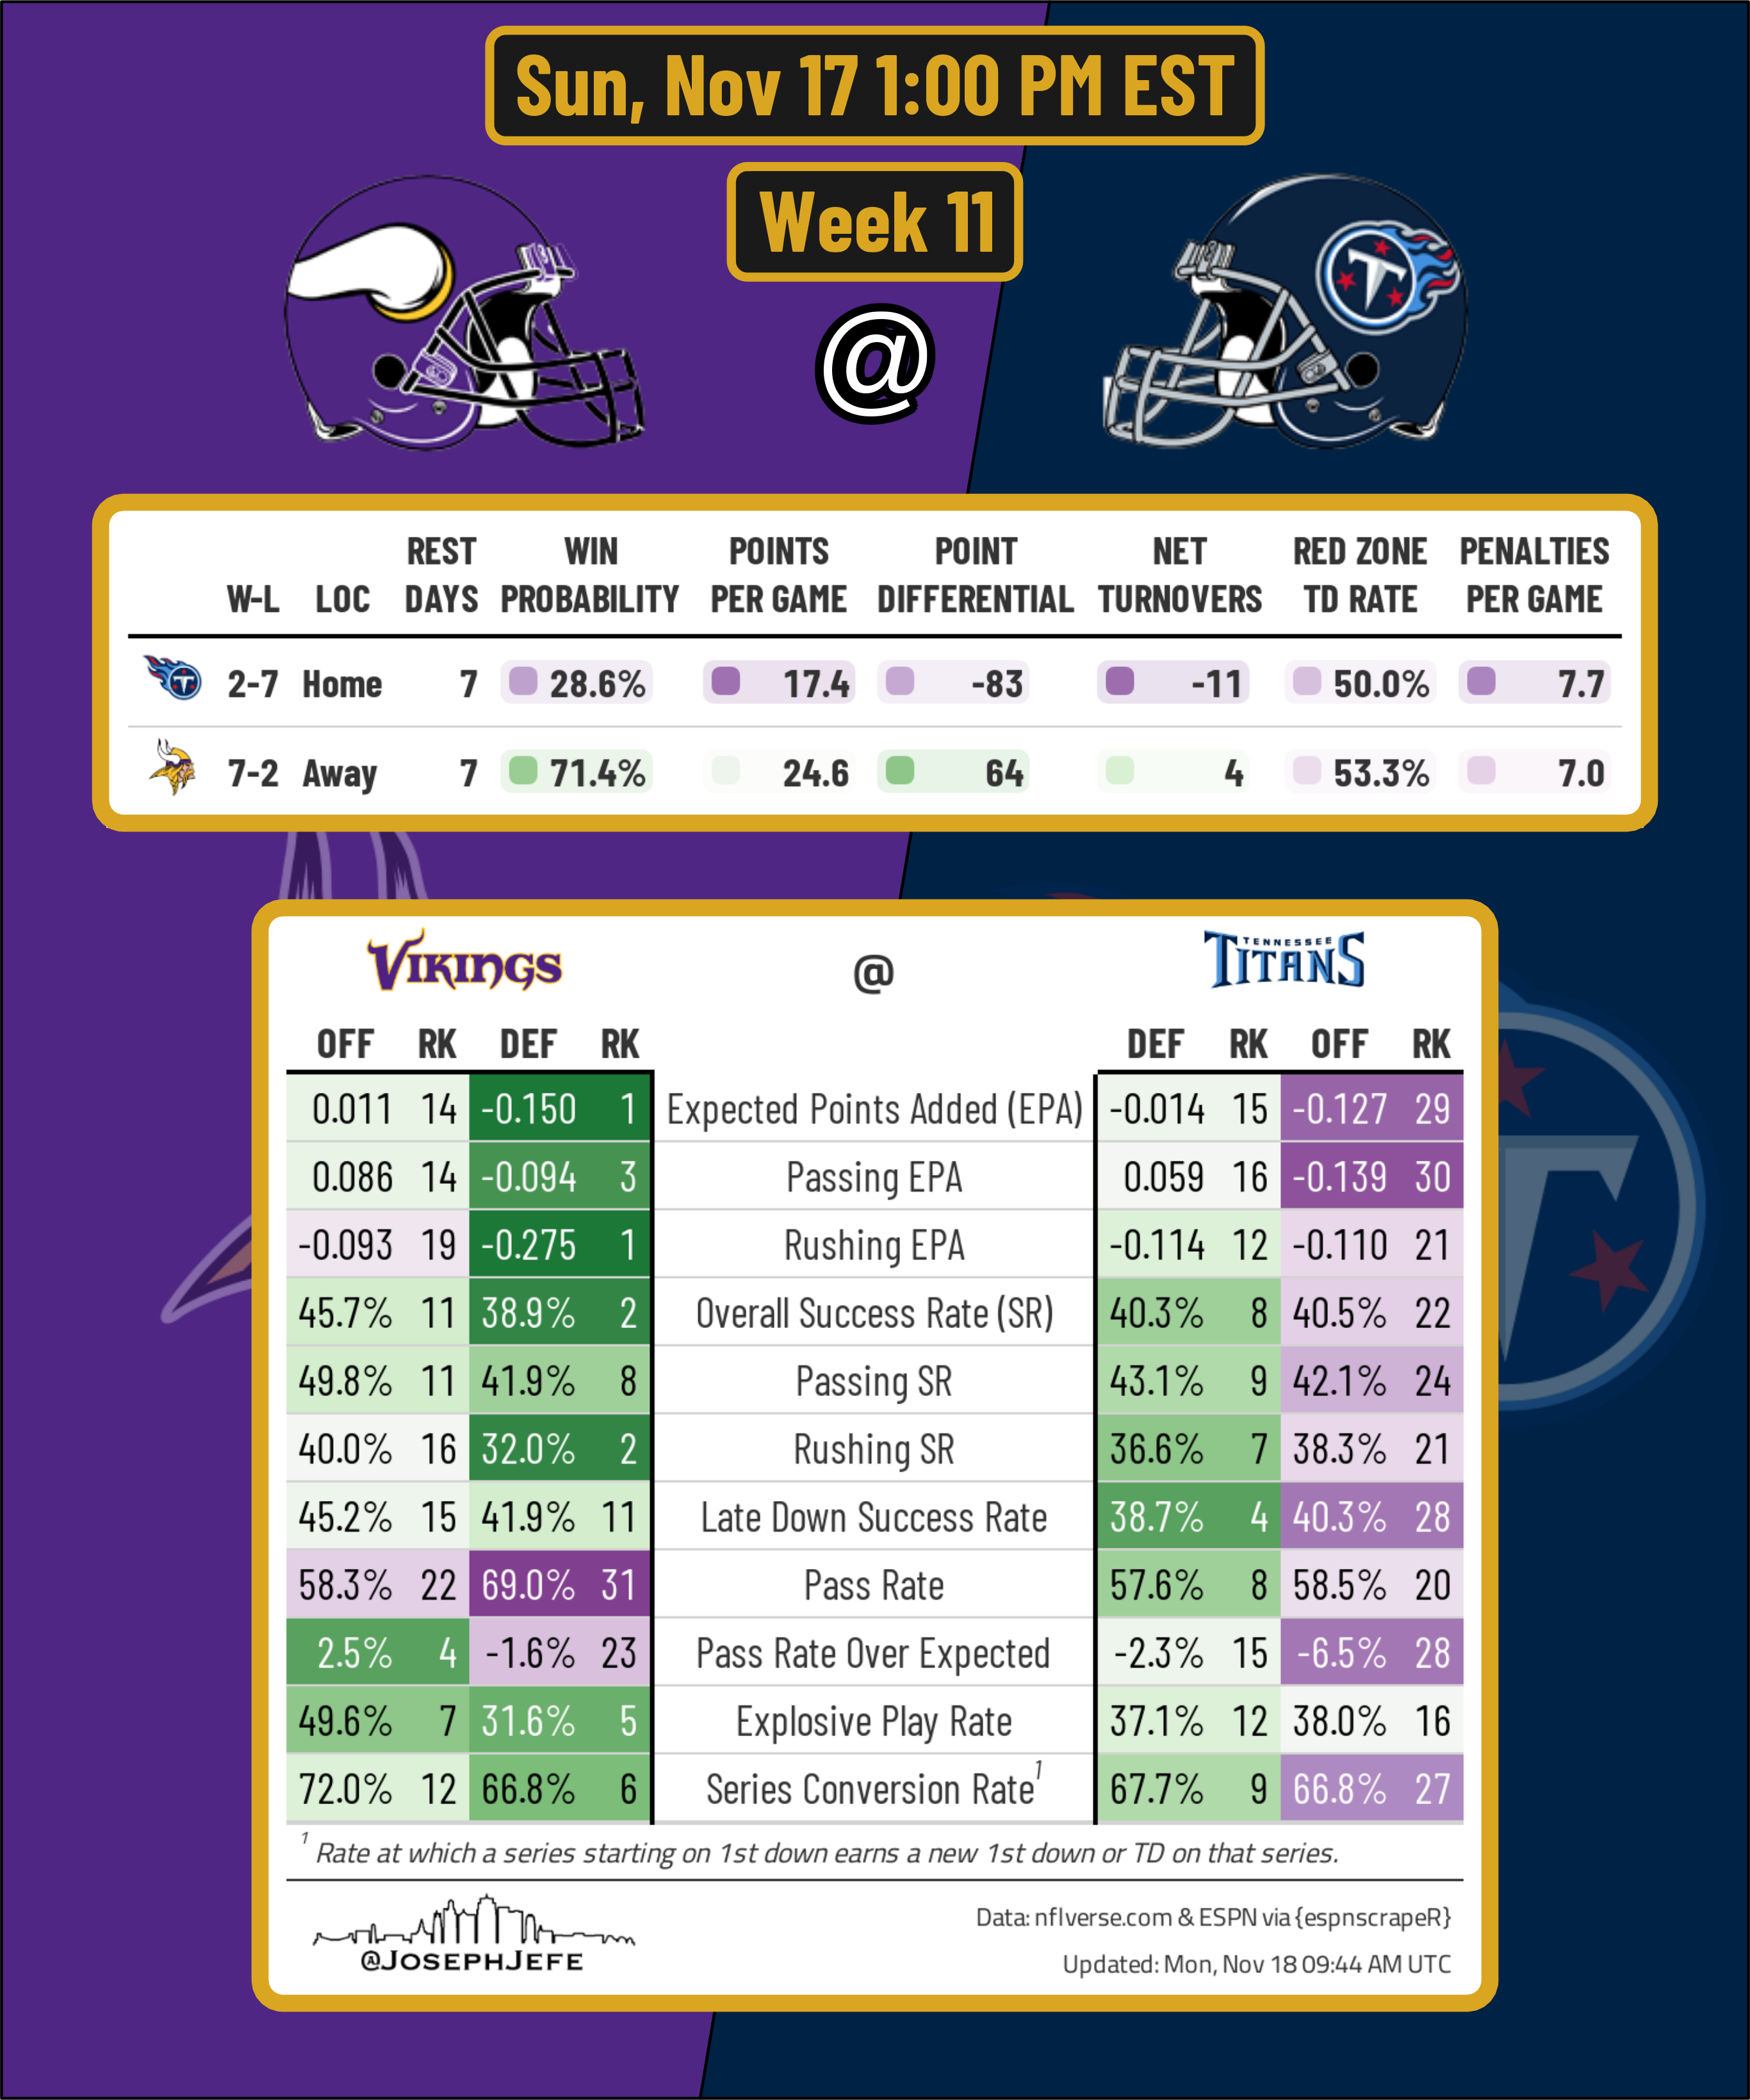 Sun, Nov 17 1:00 PM EST
Week 11
@
REST WIN POINTS POINT NET RED ZONE PENALTIES
W-L LOC DAYS PROBABILITY PER GAME DIFFERENTIAL TURNOVERS TD RATE PER GAME
2-7 Home 7 28.6% 17.4 -83 -11 50.0% 7.7
7-2 Away 7 71.4% 24.6 64 4 53.3% 7.0
VIKINGS @ TENNESSEE TITANS
OFF RK DEF RK DEF RK OFF RK
0.011 14 -0.150 1 Expected Points Added (EPA) -0.014 15 -0.127 29
0.086 14 -0.094 3 Passing EPA 0.059 16 -0.139 30
-0.093 19 -0.275 1 Rushing EPA -0.114 12 -0.110 21
45.7% 11 38.9% 2 Overall Success Rate (SR) 40.3% 8 40.5% 22
49.8% 11 41.9% 8 Passing SR 43.1% 9 42.1% 24
40.0% 16 32.0% 2 Rushing SR 36.6% 7 38.3% 21
45.2% 15 41.9% 11 Late Down Success Rate 38.7% 4 40.3% 28
58.3% 22 69.0% 31 Pass Rate 57.6% 8 58.5% 20
2.5% 4 -1.6% 23 Pass Rate Over Expected -2.3% 15 -6.5% 28
49.6% 7 31.6% 5 Explosive Play Rate 37.1% 12 38.0% 16
72.0% 12 66.8% 6 Series Conversion Rate¹ 67.7% 9 66.8% 27
¹ Rate at which a series starting on 1st down earns a new 1st down or TD on that series.
@JOSEPHJEFE
Data: nflverse.com & ESPN via {espnscrapeR}
Updated: Mon, Nov 18 09:44 AM UTC